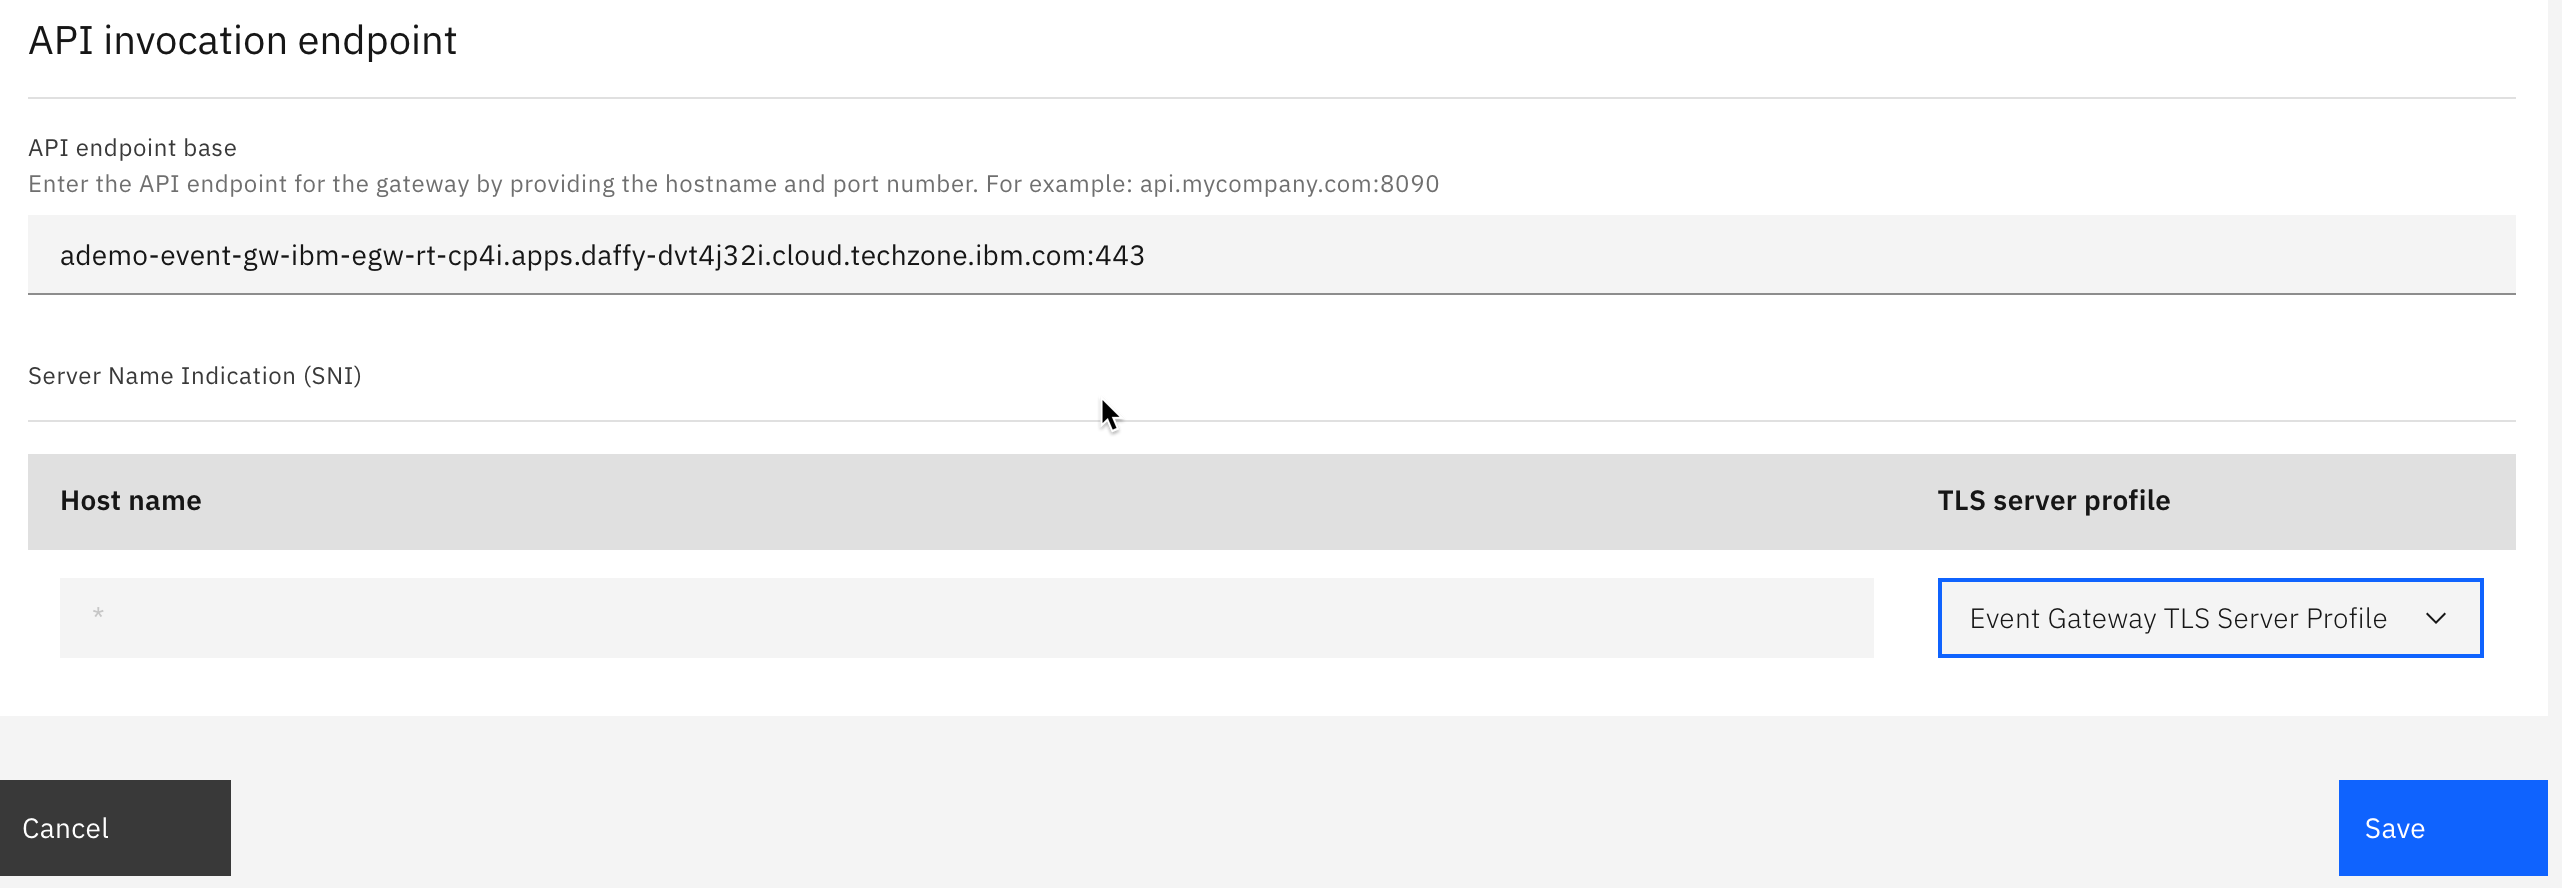 API invocation endpoint
API endpoint base
Enter the API endpoint for the gateway by providing the hostname and port number. For example: api.mycompany.com:8090
ademo-event-gw-ibm-egw-rt-cp4i.apps.daffy-dvt4j32i.cloud.techzone.ibm.com:443
Server Name Indication (SNI)
Host name TLS server profile
* Event Gateway TLS Server Profile
Cancel Save